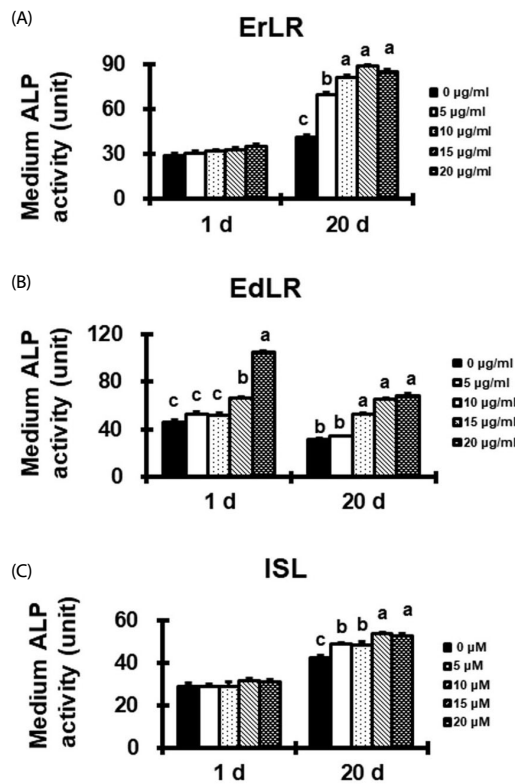 (A)
ErLR
Medium ALP
activity (unit)
90
60
30
0
c b a a a
1 d 20 d
0 µg/ml
5 µg/ml
10 µg/ml
15 µg/ml
20 µg/ml
(B)
EdLR
Medium ALP
activity (unit)
120
80
40
0
c c c b a b b a a a
1 d 20 d
0 µg/ml
5 µg/ml
10 µg/ml
15 µg/ml
20 µg/ml
(C)
ISL
Medium ALP
activity (unit)
60
40
20
0
c b b a a
1 d 20 d
0 µM
5 µM
10 µM
15 µM
20 µM